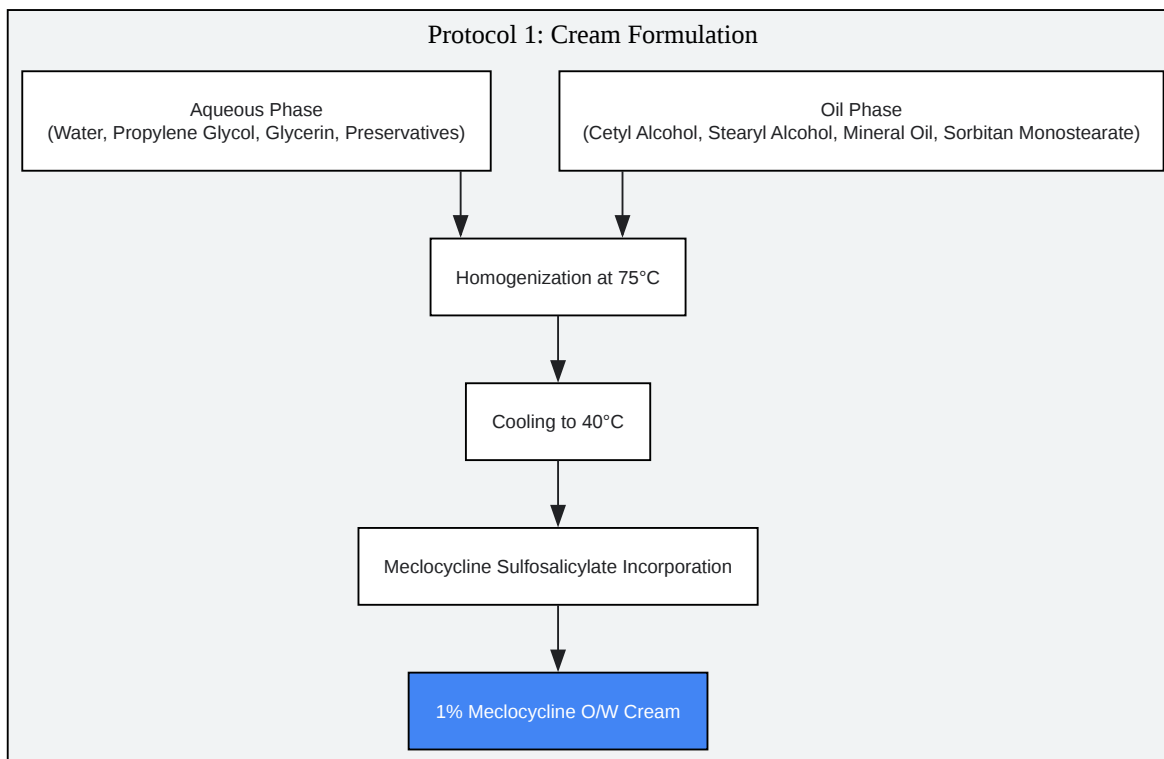 Protocol 1: Cream Formulation
Aqueous Phase
(Water, Propylene Glycol, Glycerin, Preservatives)
Oil Phase
(Cetyl Alcohol, Stearyl Alcohol, Mineral Oil, Sorbitan Monostearate)
Homogenization at 75°C
Cooling to 40°C
Meclocycline Sulfosalicylate Incorporation
1% Meclocycline O/W Cream